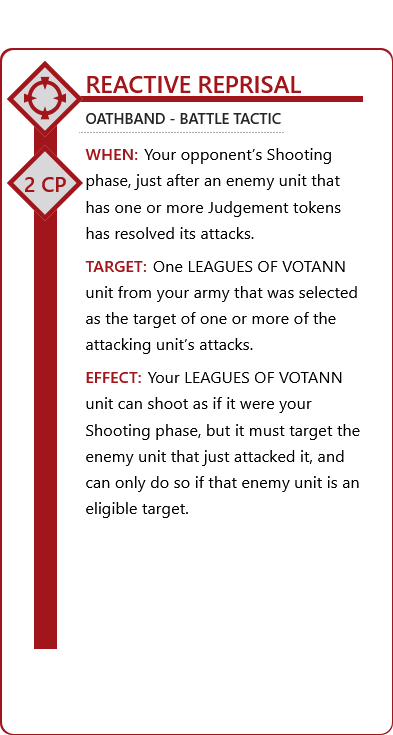 REACTIVE REPRISAL
OATHBAND - BATTLE TACTIC
2 CP
WHEN: Your opponent’s Shooting
phase, just after an enemy unit that
has one or more Judgement tokens
has resolved its attacks.
TARGET: One LEAGUES OF VOTANN
unit from your army that was selected
as the target of one or more of the
attacking unit’s attacks.
EFFECT: Your LEAGUES OF VOTANN
unit can shoot as if it were your
Shooting phase, but it must target the
enemy unit that just attacked it, and
can only do so if that enemy unit is an
eligible target.